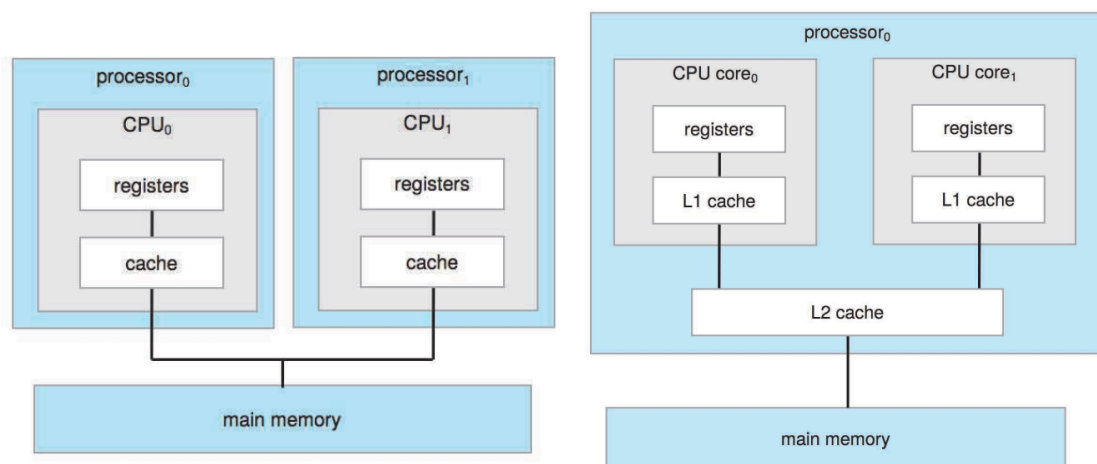 processor₀
CPU₀
registers
cache
processor₁
CPU₁
registers
cache
main memory
processor₀
CPU core₀
registers
L1 cache
CPU core₁
registers
L1 cache
L2 cache
main memory